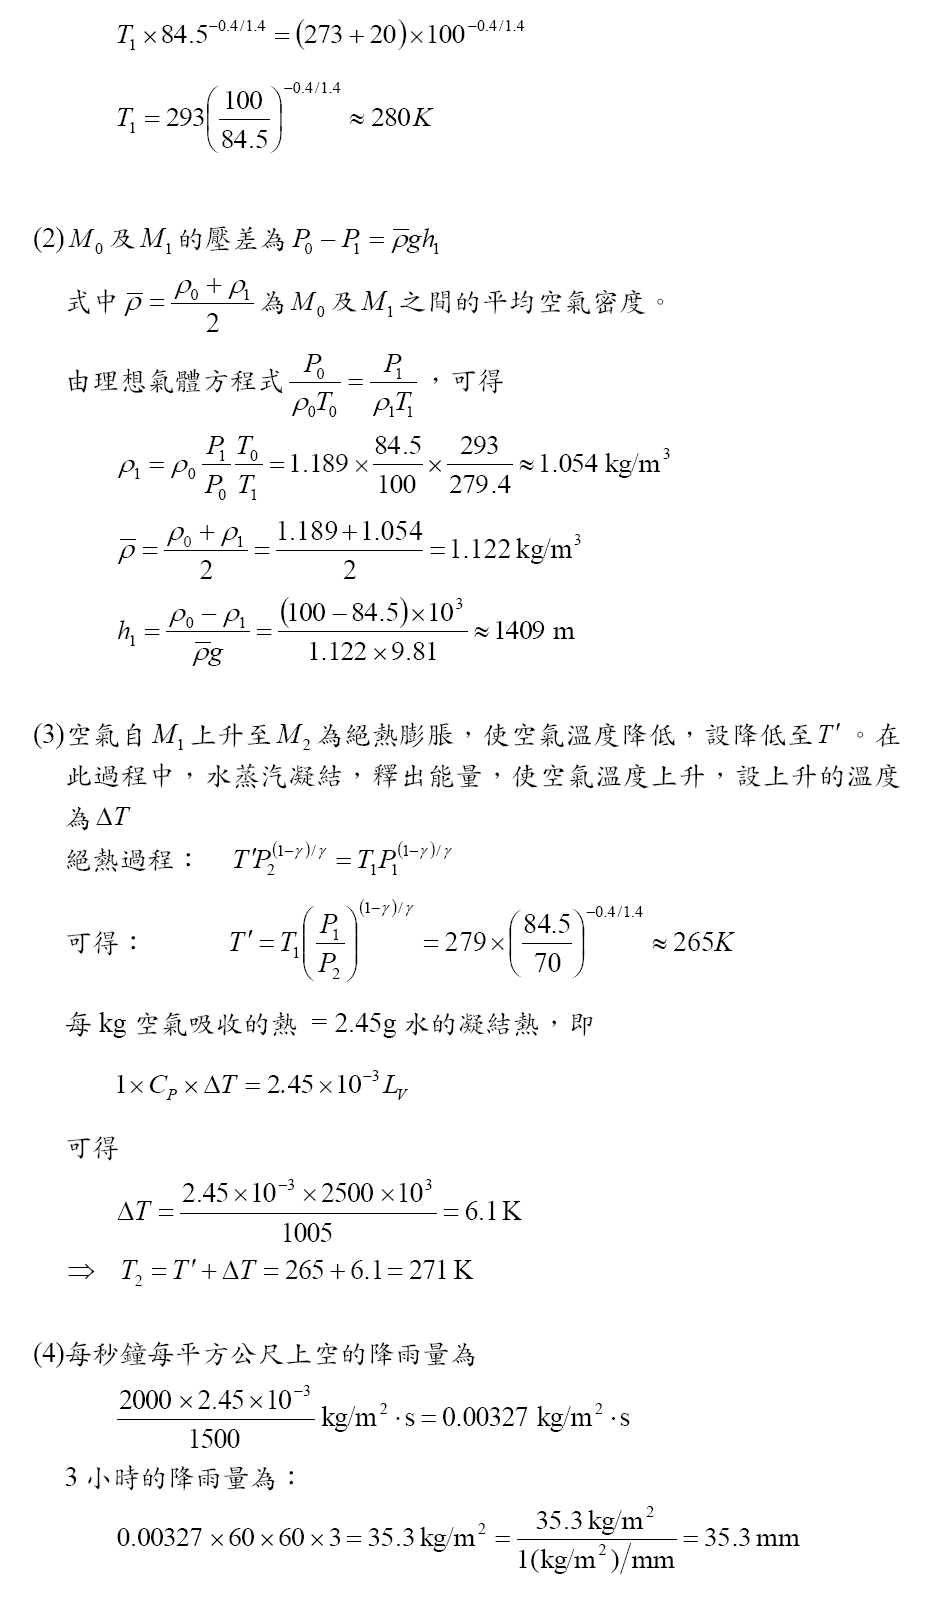 T₁ × 84.5^(−0.4/1.4) = (273 + 20) × 100^(−0.4/1.4)
T₁ = 293(100/84.5)^(−0.4/1.4) ≈ 280K
(2) M₀ 及 M₁ 的壓差為 P₀ − P₁ = ρ̅gh₁
式中 ρ̅ = (ρ₀ + ρ₁)/2 為 M₀ 及 M₁ 之間的平均空氣密度。
由理想氣體方程式 P₀/(ρ₀T₀) = P₁/(ρ₁T₁) ，可得
ρ₁ = ρ₀ (P₁/P₀) (T₀/T₁) = 1.189 × 84.5/100 × 293/279.4 ≈ 1.054 kg/m³
ρ̅ = (ρ₀ + ρ₁)/2 = (1.189 + 1.054)/2 = 1.122 kg/m³
h₁ = (ρ₀ − ρ₁)/(ρ̅g) = ((100 − 84.5) × 10³)/(1.122 × 9.81) ≈ 1409 m
(3)空氣自 M₁ 上升至 M₂ 為絕熱膨脹，使空氣溫度降低，設降低至 T′ 。在
此過程中，水蒸汽凝結，釋出能量，使空氣溫度上升，設上升的溫度
為 ΔT
絕熱過程： T′P₂^((1−γ)/γ) = T₁P₁^((1−γ)/γ)
可得： T′ = T₁(P₁/P₂)^((1−γ)/γ) = 279 × (84.5/70)^(−0.4/1.4) ≈ 265K
每 kg 空氣吸收的熱 = 2.45g 水的凝結熱，即
1 × C_P × ΔT = 2.45 × 10⁻³ L_V
可得
ΔT = (2.45 × 10⁻³ × 2500 × 10³)/1005 = 6.1 K
⇒ T₂ = T′ + ΔT = 265 + 6.1 = 271 K
(4)每秒鐘每平方公尺上空的降雨量為
(2000 × 2.45 × 10⁻³)/1500 kg/m² · s = 0.00327 kg/m² · s
3 小時的降雨量為：
0.00327 × 60 × 60 × 3 = 35.3 kg/m² = (35.3 kg/m²)/(1(kg/m²)/mm) = 35.3 mm